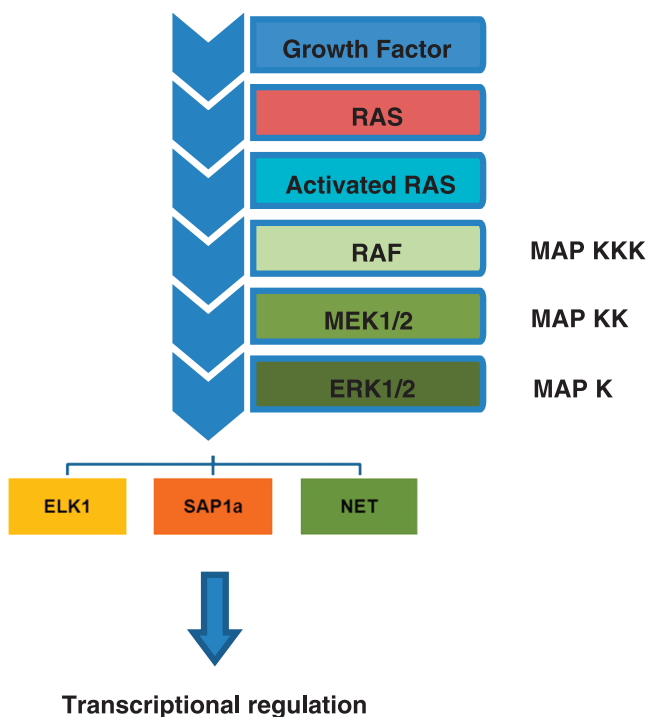 Growth Factor
RAS
Activated RAS
RAF MAP KKK
MEK1/2 MAP KK
ERK1/2 MAP K
ELK1 SAP1a NET
Transcriptional regulation